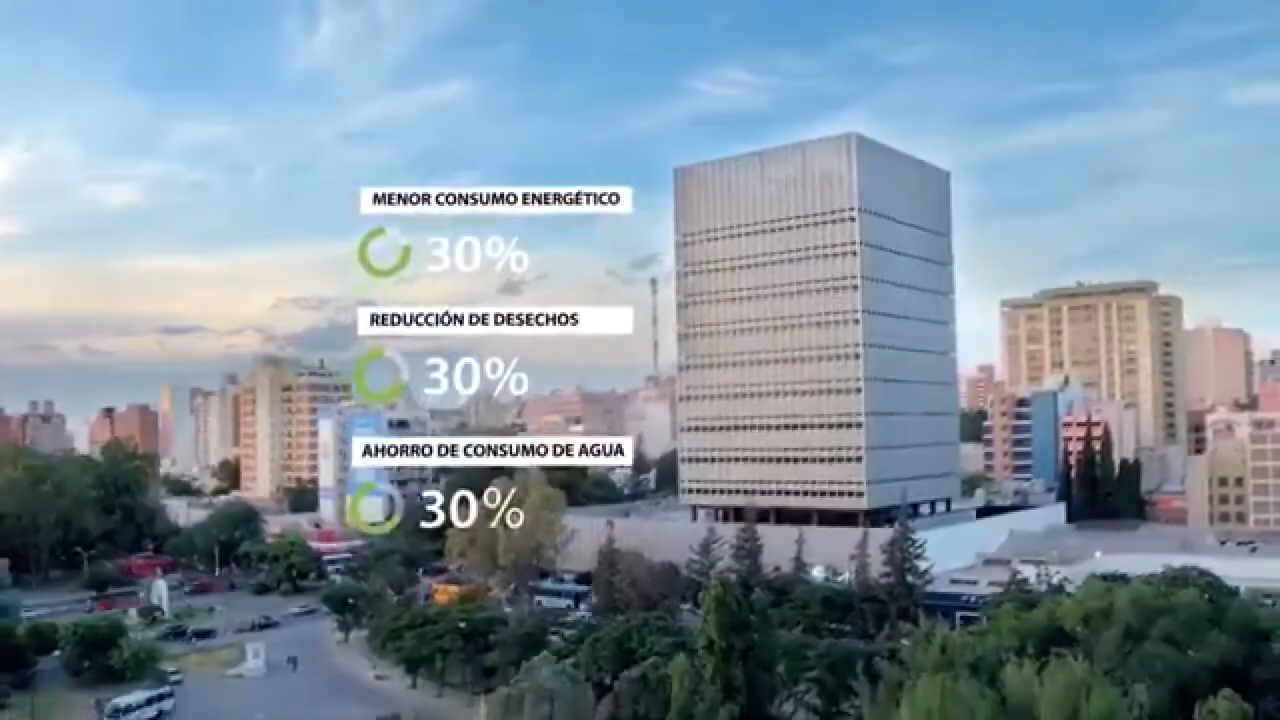 MENOR CONSUMO ENERGÉTICO
30%
REDUCCIÓN DE DESECHOS
30%
AHORRO DE CONSUMO DE AGUA
30%